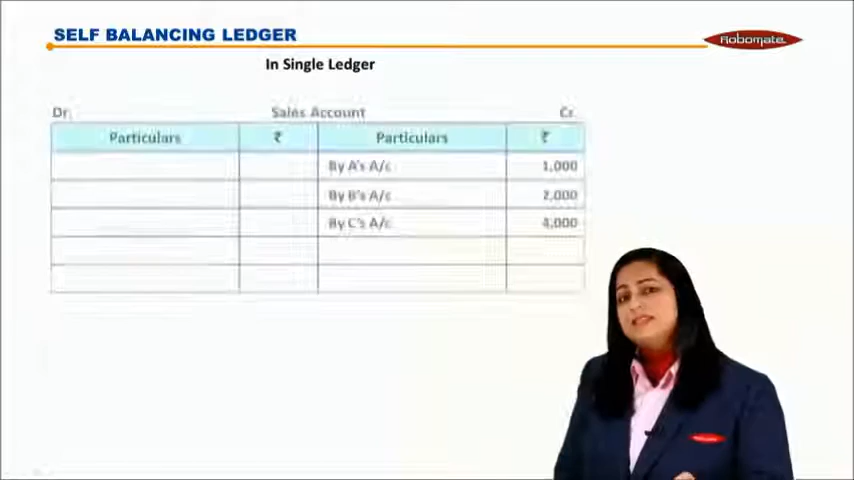 SELF BALANCING LEDGER
Robomate
In Single Ledger
Dr. Sales Account Cr.
Particulars ₹ Particulars ₹
By A's A/c 1,000
By B's A/c 2,000
By C's A/c 4,000